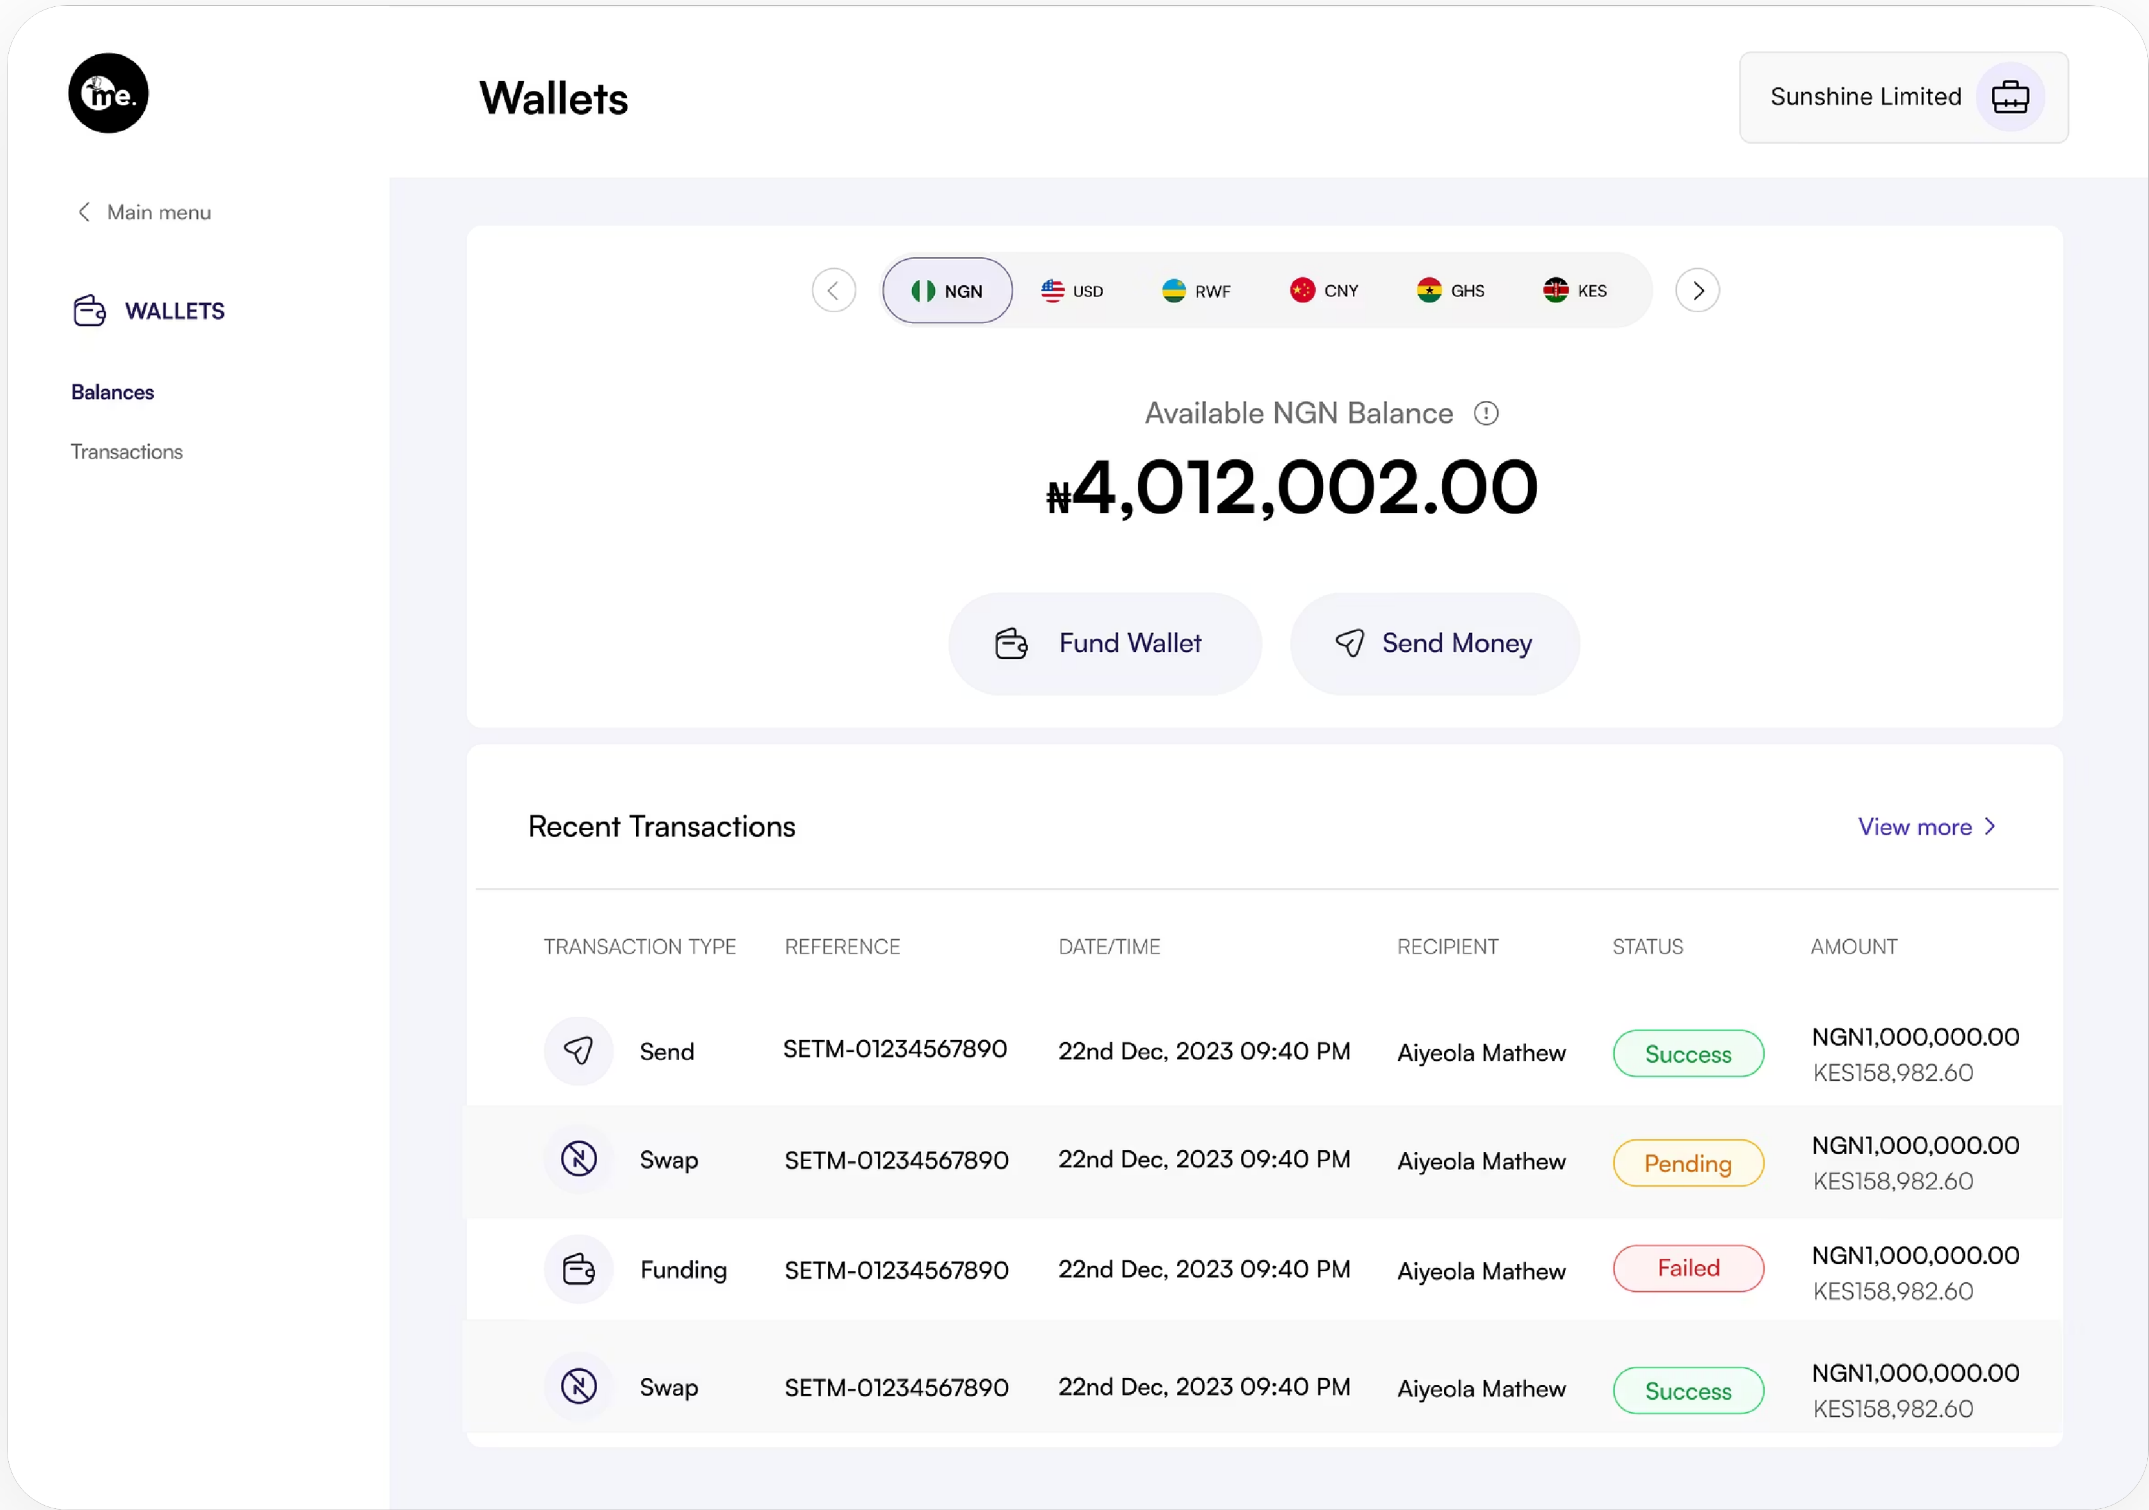 me.
Wallets
Sunshine Limited
Main menu
WALLETS
Balances
Transactions
NGN USD RWF CNY GHS KES
Available NGN Balance
₦4,012,002.00
Fund Wallet Send Money
Recent Transactions View more
TRANSACTION TYPE REFERENCE DATE/TIME RECIPIENT STATUS AMOUNT
Send SETM-01234567890 22nd Dec, 2023 09:40 PM Aiyeola Mathew Success NGN1,000,000.00
KES158,982.60
Swap SETM-01234567890 22nd Dec, 2023 09:40 PM Aiyeola Mathew Pending NGN1,000,000.00
KES158,982.60
Funding SETM-01234567890 22nd Dec, 2023 09:40 PM Aiyeola Mathew Failed NGN1,000,000.00
KES158,982.60
Swap SETM-01234567890 22nd Dec, 2023 09:40 PM Aiyeola Mathew Success NGN1,000,000.00
KES158,982.60